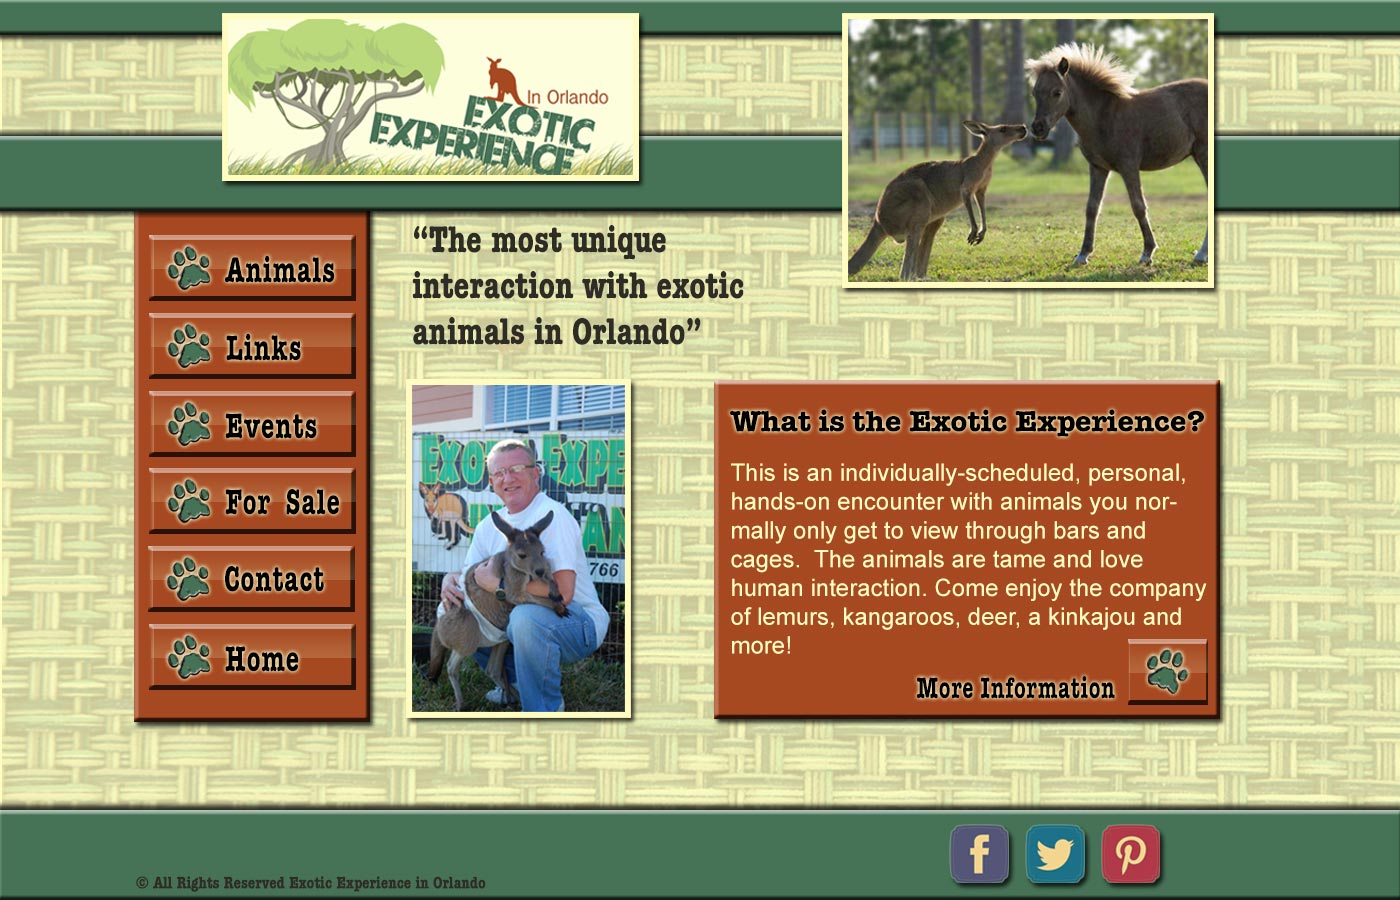 In Orlando
EXOTIC
EXPERIENCE
Animals
Links
Events
For Sale
Contact
Home
“The most unique
interaction with exotic
animals in Orlando”
766
What is the Exotic Experience?
This is an individually-scheduled, personal,
hands-on encounter with animals you nor-
mally only get to view through bars and
cages.  The animals are tame and love
human interaction. Come enjoy the company
of lemurs, kangaroos, deer, a kinkajou and
more!
More Information
© All Rights Reserved Exotic Experience in Orlando